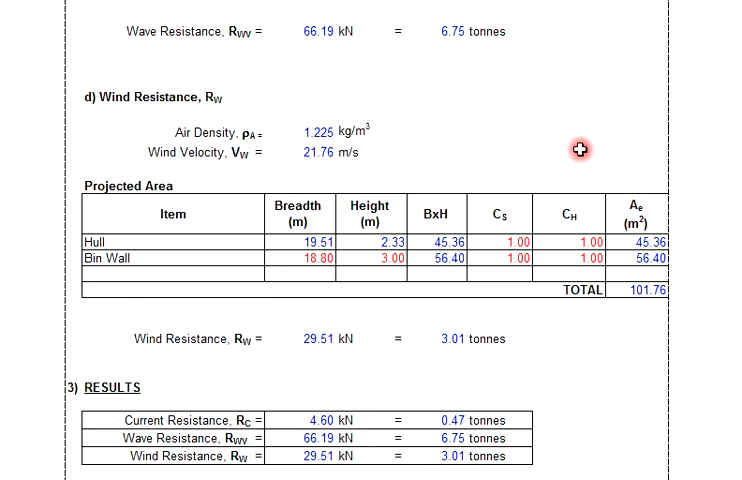 Wave Resistance, RWV = 66.19 kN = 6.75 tonnes
d) Wind Resistance, RW
Air Density, ρA = 1.225 kg/m³
Wind Velocity, VW = 21.76 m/s
Projected Area
Item Breadth (m) Height (m) BxH CS CH Ae (m²)
Hull 19.51 2.33 45.36 1.00 1.00 45.36
Bin Wall 18.80 3.00 56.40 1.00 1.00 56.40
TOTAL 101.76
Wind Resistance, RW = 29.51 kN = 3.01 tonnes
3) RESULTS
Current Resistance, RC = 4.60 kN = 0.47 tonnes
Wave Resistance, RWV = 66.19 kN = 6.75 tonnes
Wind Resistance, RW = 29.51 kN = 3.01 tonnes